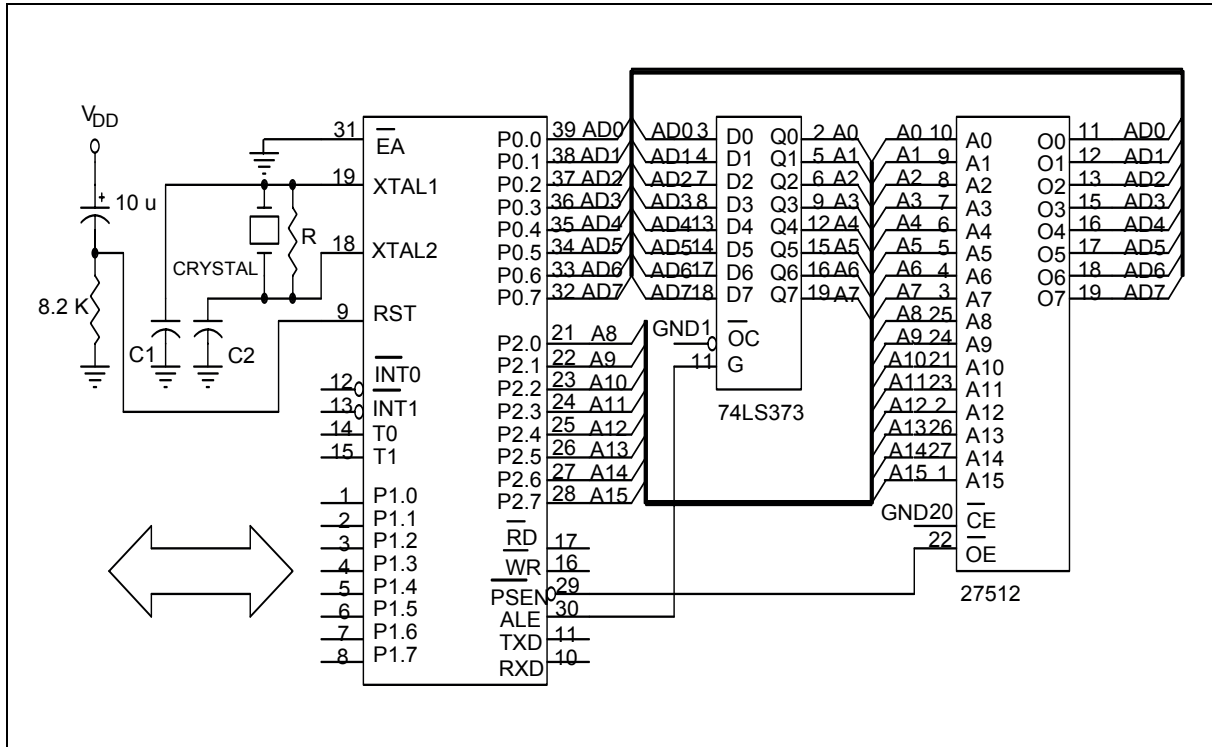 VDD
10 u
8.2 K
C1
C2
CRYSTAL
R
31 EA
19 XTAL1
18 XTAL2
9 RST
12 INT0
13 INT1
14 T0
15 T1
1 P1.0
2 P1.1
3 P1.2
4 P1.3
5 P1.4
6 P1.5
7 P1.6
8 P1.7
P0.0 39 AD0
P0.1 38 AD1
P0.2 37 AD2
P0.3 36 AD3
P0.4 35 AD4
P0.5 34 AD5
P0.6 33 AD6
P0.7 32 AD7
P2.0 21 A8
P2.1 22 A9
P2.2 23 A10
P2.3 24 A11
P2.4 25 A12
P2.5 26 A13
P2.6 27 A14
P2.7 28 A15
RD 17
WR 16
PSEN 29
ALE 30
TXD 11
RXD 10
AD0 3 D0 Q0 2 A0
AD1 4 D1 Q1 5 A1
AD2 7 D2 Q2 6 A2
AD3 8 D3 Q3 9 A3
AD4 13 D4 Q4 12 A4
AD5 14 D5 Q5 15 A5
AD6 17 D6 Q6 16 A6
AD7 18 D7 Q7 19 A7
GND 1 OC
11 G
74LS373
A0 10 A0 O0 11 AD0
A1 9 A1 O1 12 AD1
A2 8 A2 O2 13 AD2
A3 7 A3 O3 15 AD3
A4 6 A4 O4 16 AD4
A5 5 A5 O5 17 AD5
A6 4 A6 O6 18 AD6
A7 3 A7 O7 19 AD7
A8 25 A8
A9 24 A9
A10 21 A10
A11 23 A11
A12 2 A12
A13 26 A13
A14 27 A14
A15 1 A15
GND 20 CE
22 OE
27512